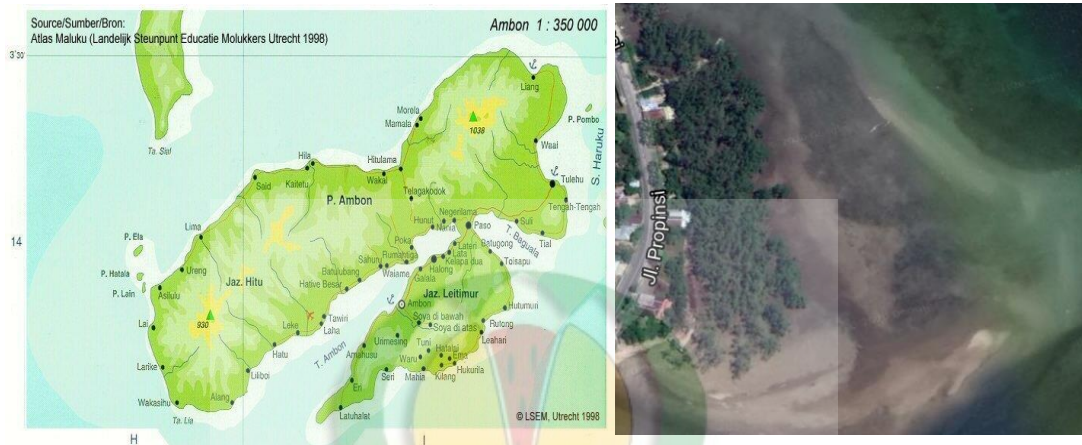 Source/Sumber/Bron:
Atlas Maluku (Landelijk Steunpunt Educatie Molukkers Utrecht 1998)
Ambon 1 : 350 000
3°30'
Liang
Morela
Mamala
1038
P. Pombo
Ta. Sial
Waai
S. Haruku
Hila
Hitulama
Kaitetu
Wakal
Tulehu
Said
Telagakodok
Tengah-Tengah
P. Ambon
Negerilama
Hunut
Nania
Paso
Suli
Tial
T. Baguala
14
Lima
Poka
Rumahtiga
Lateri
Lata
Batugong
P. Ela
Sahuru
Waiame
Kelapa dua
Toisapu
Ureng
Batulubang
Halong
Galala
P. Hatala
P. Lain
Asilulu
Jaz. Hitu
Hative Besar
Jaz. Leitimur
Ambon
Hutumuri
930
Tawiri
Laha
Leke
Soya di bawah
Soya di atas
Rutong
Leahari
Lai
Urimesing
Tuni
Hatalai
Ema
Hatu
T. Ambon
Amahusu
Waru
Hukurila
Larike
Liliboi
Seri
Mahia
Kilang
Eri
Wakasihu
Alang
Latuhalat
Ta. Lia
© LSEM, Utrecht 1998
H
I
Jl. Propinsi